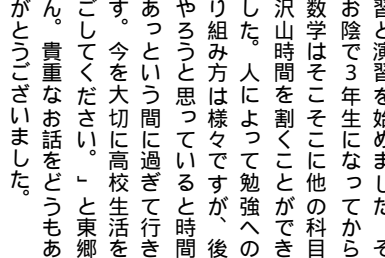 習と演習を始めました。そ
お陰で3年生になってから
数学はそこそこに他の科目
沢山時間を割くことができ
した。人によって勉強への
り組み方は様々ですが、後
やろうと思っていると時間
あっという間に過ぎて行き
す。今を大切に高校生活を
ごしてください。」と東郷
ん。貴重なお話をどうもあ
がとうございました。